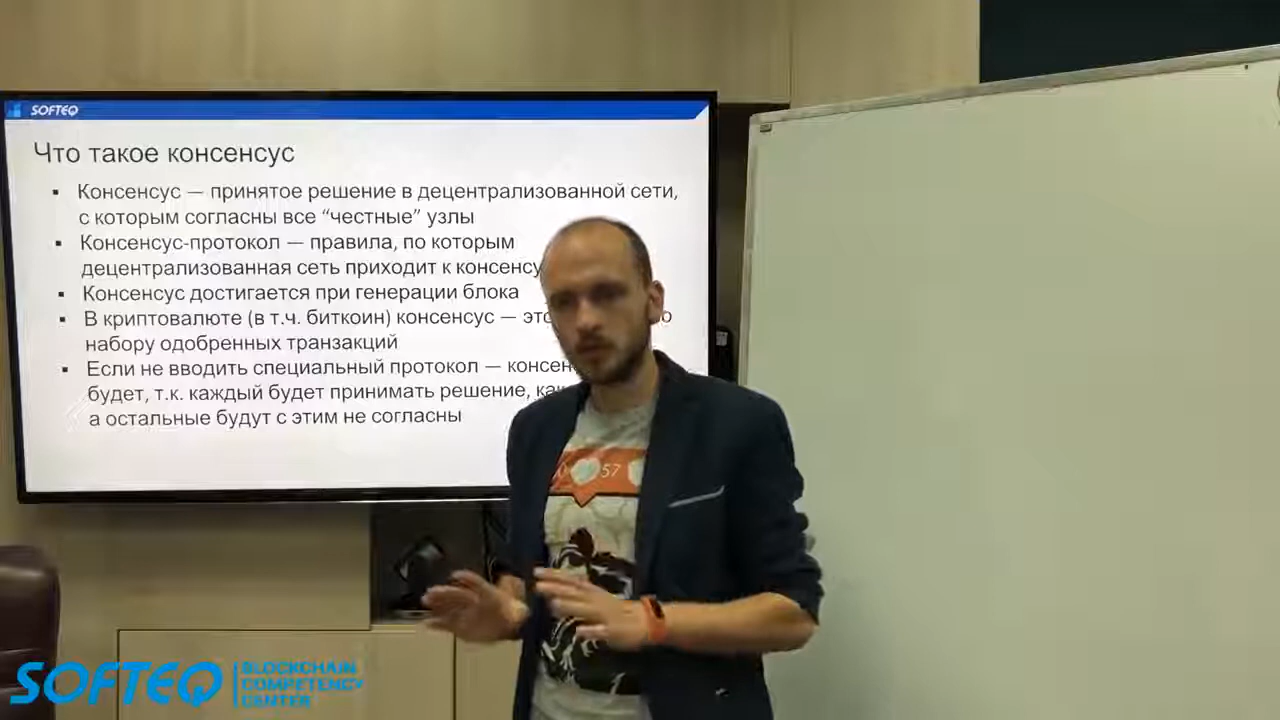 SOFTEQ
Что такое консенсус
Консенсус — принятое решение в децентрализованной сети,
с которым согласны все “честные” узлы
Консенсус-протокол — правила, по которым
децентрализованная сеть приходит к консенсу
Консенсус достигается при генерации блока
В криптовалюте (в т.ч. биткоин) консенсус — это
набору одобренных транзакций
Если не вводить специальный протокол — консен
будет, т.к. каждый будет принимать решение, ка
а остальные будут с этим не согласны
57
SOFTEQ
BLOCKCHAIN
COMPETENCY
CENTER